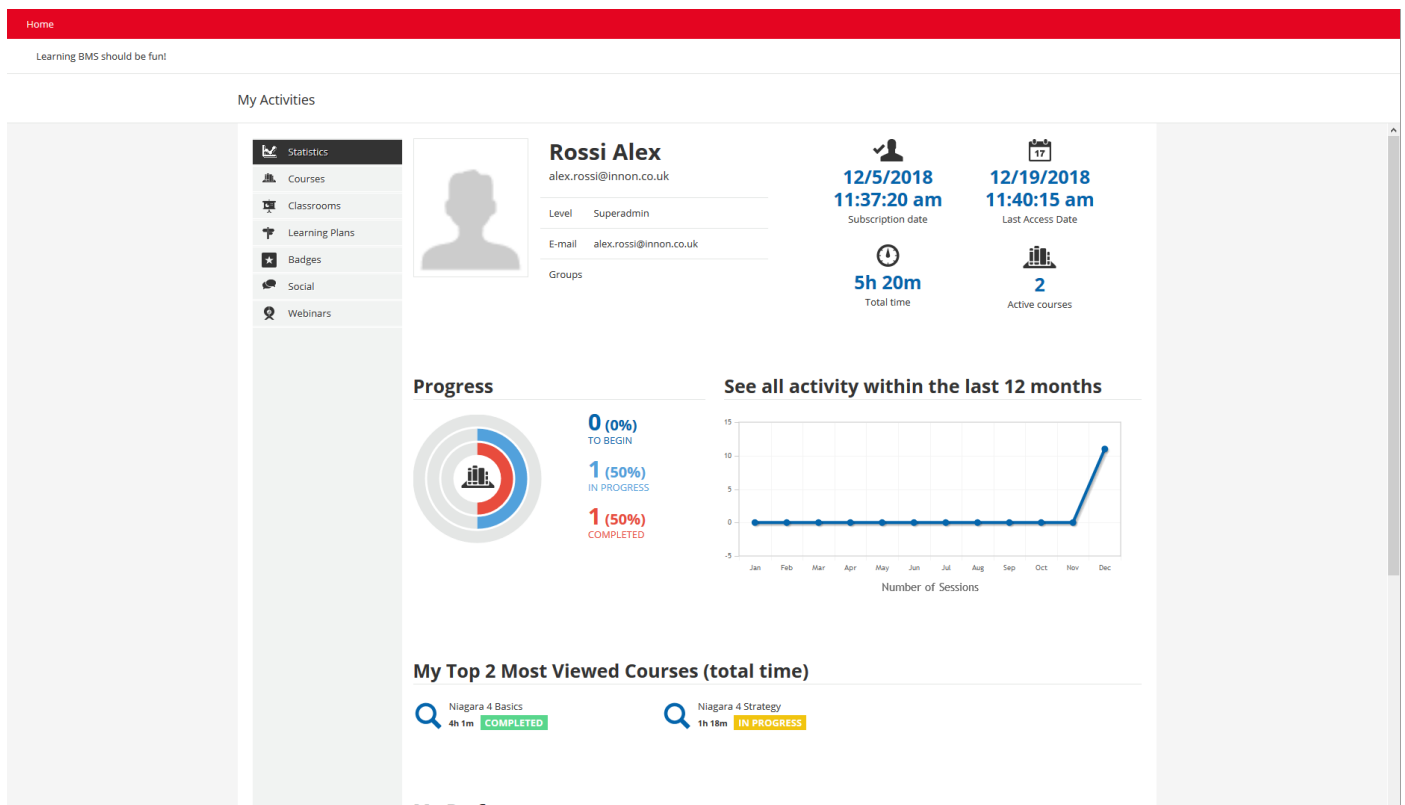 Home
Learning BMS should be fun!
My Activities
Statistics
Courses
Classrooms
Learning Plans
Badges
Social
Webinars
Rossi Alex
alex.rossi@innon.co.uk
Level Superadmin
E-mail alex.rossi@innon.co.uk
Groups
12/5/2018
11:37:20 am
Subscription date
17
12/19/2018
11:40:15 am
Last Access Date
5h 20m
Total time
2
Active courses
Progress
0 (0%)
TO BEGIN
1 (50%)
IN PROGRESS
1 (50%)
COMPLETED
See all activity within the last 12 months
15
10
5
0
-5
Jan Feb Mar Apr May Jun Jul Aug Sep Oct Nov Dec
Number of Sessions
My Top 2 Most Viewed Courses (total time)
Niagara 4 Basics
4h 1m COMPLETED
Niagara 4 Strategy
1h 18m IN PROGRESS